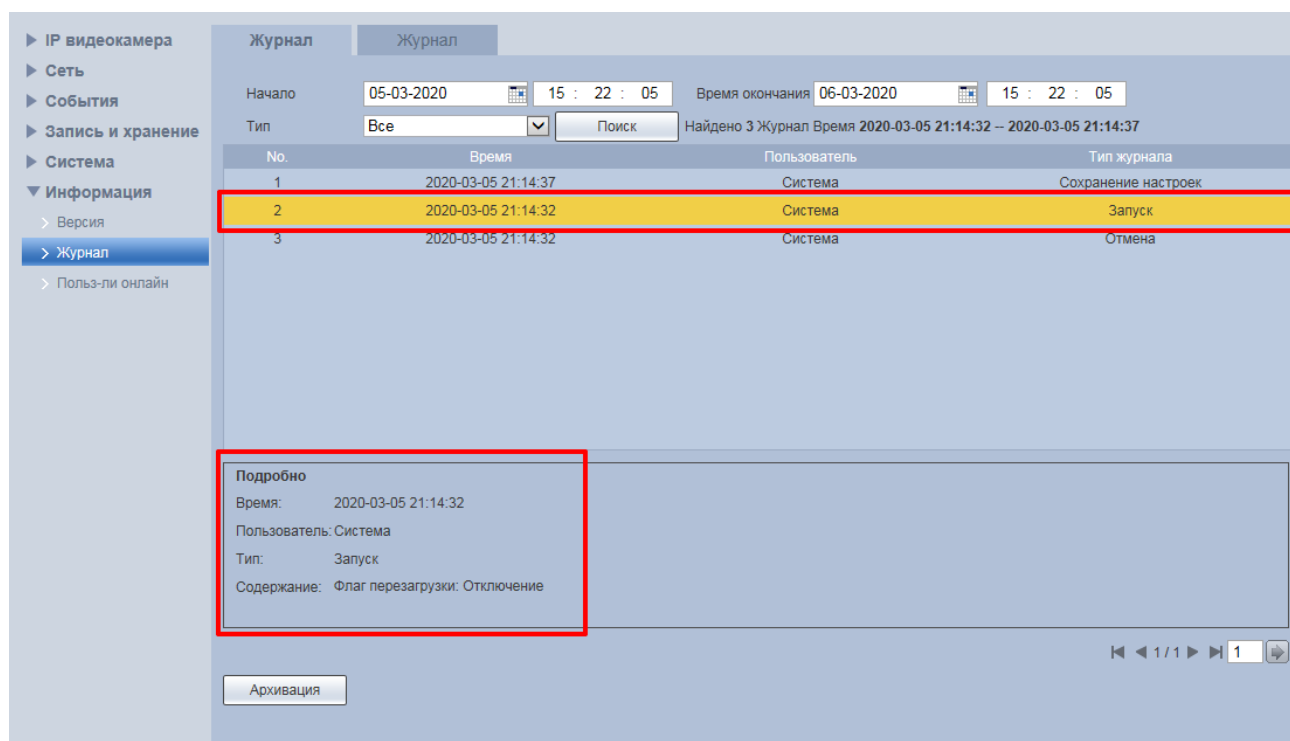 IP видеокамера
Сеть
События
Запись и хранение
Система
Информация
Версия
Журнал
Польз-ли онлайн
Журнал Журнал
Начало 05-03-2020 15 : 22 : 05 Время окончания 06-03-2020 15 : 22 : 05
Тип Все Поиск Найдено 3 Журнал Время 2020-03-05 21:14:32 -- 2020-03-05 21:14:37
No. Время Пользователь Тип журнала
1 2020-03-05 21:14:37 Система Сохранение настроек
2 2020-03-05 21:14:32 Система Запуск
3 2020-03-05 21:14:32 Система Отмена
Подробно
Время: 2020-03-05 21:14:32
Пользователь: Система
Тип: Запуск
Содержание: Флаг перезагрузки: Отключение
1 / 1 1
Архивация